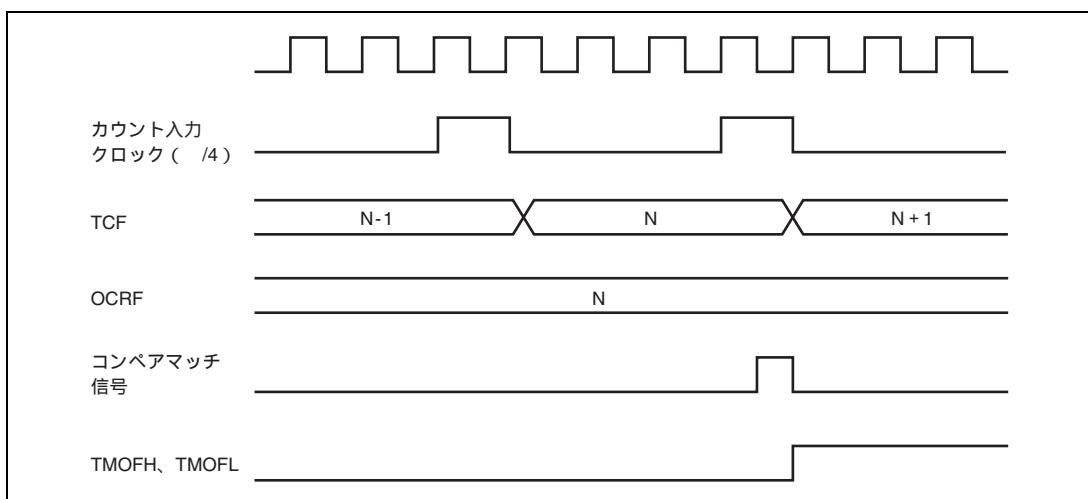 カウント入力
クロック（ /4）
TCF
N-1
N
N + 1
OCRF
N
コンペアマッチ
信号
TMOFH、TMOFL